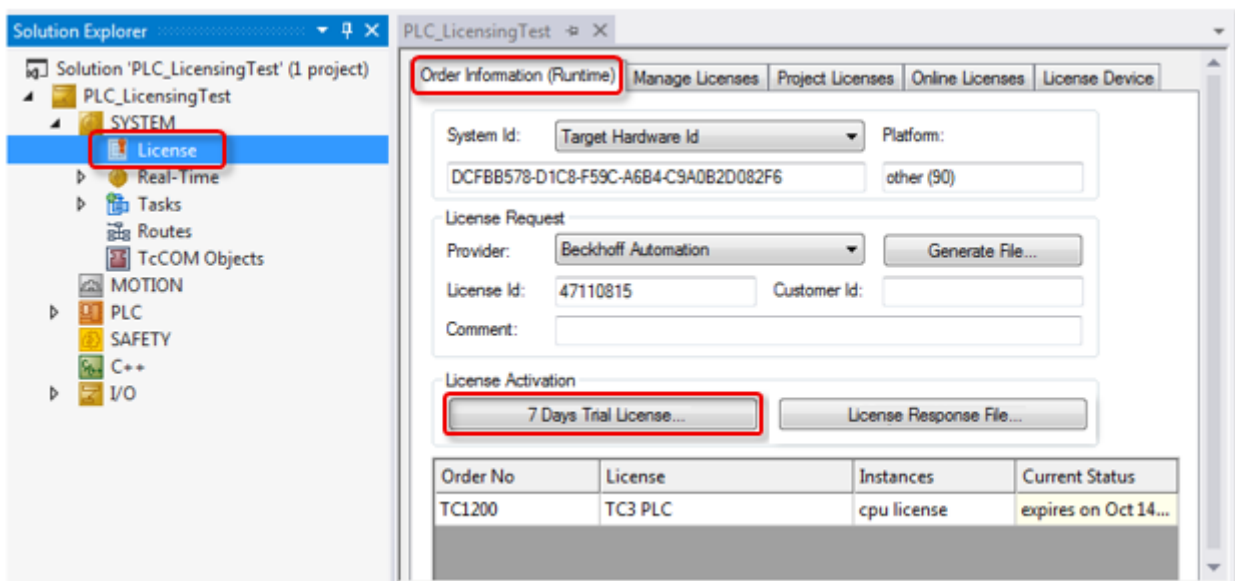 Solution Explorer
Solution 'PLC_LicensingTest' (1 project)
PLC_LicensingTest
SYSTEM
License
Real-Time
Tasks
Routes
TcCOM Objects
MOTION
PLC
SAFETY
C++
I/O
PLC_LicensingTest
Order Information (Runtime) Manage Licenses Project Licenses Online Licenses License Device
System Id: Target Hardware Id Platform:
DCFBB578-D1C8-F59C-A6B4-C9A0B2D082F6 other (90)
License Request
Provider: Beckhoff Automation Generate File...
License Id: 47110815 Customer Id:
Comment:
License Activation
7 Days Trial License... License Response File...
Order No License Instances Current Status
TC1200 TC3 PLC cpu license expires on Oct 14...